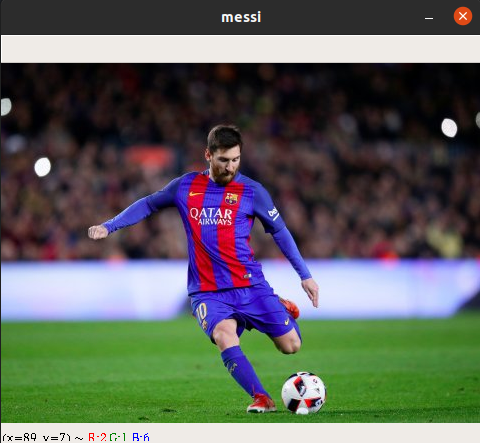 messi
QATAR
AIRWAYS
10
(x=89, y=7) ~ R:2 G:1 B:6